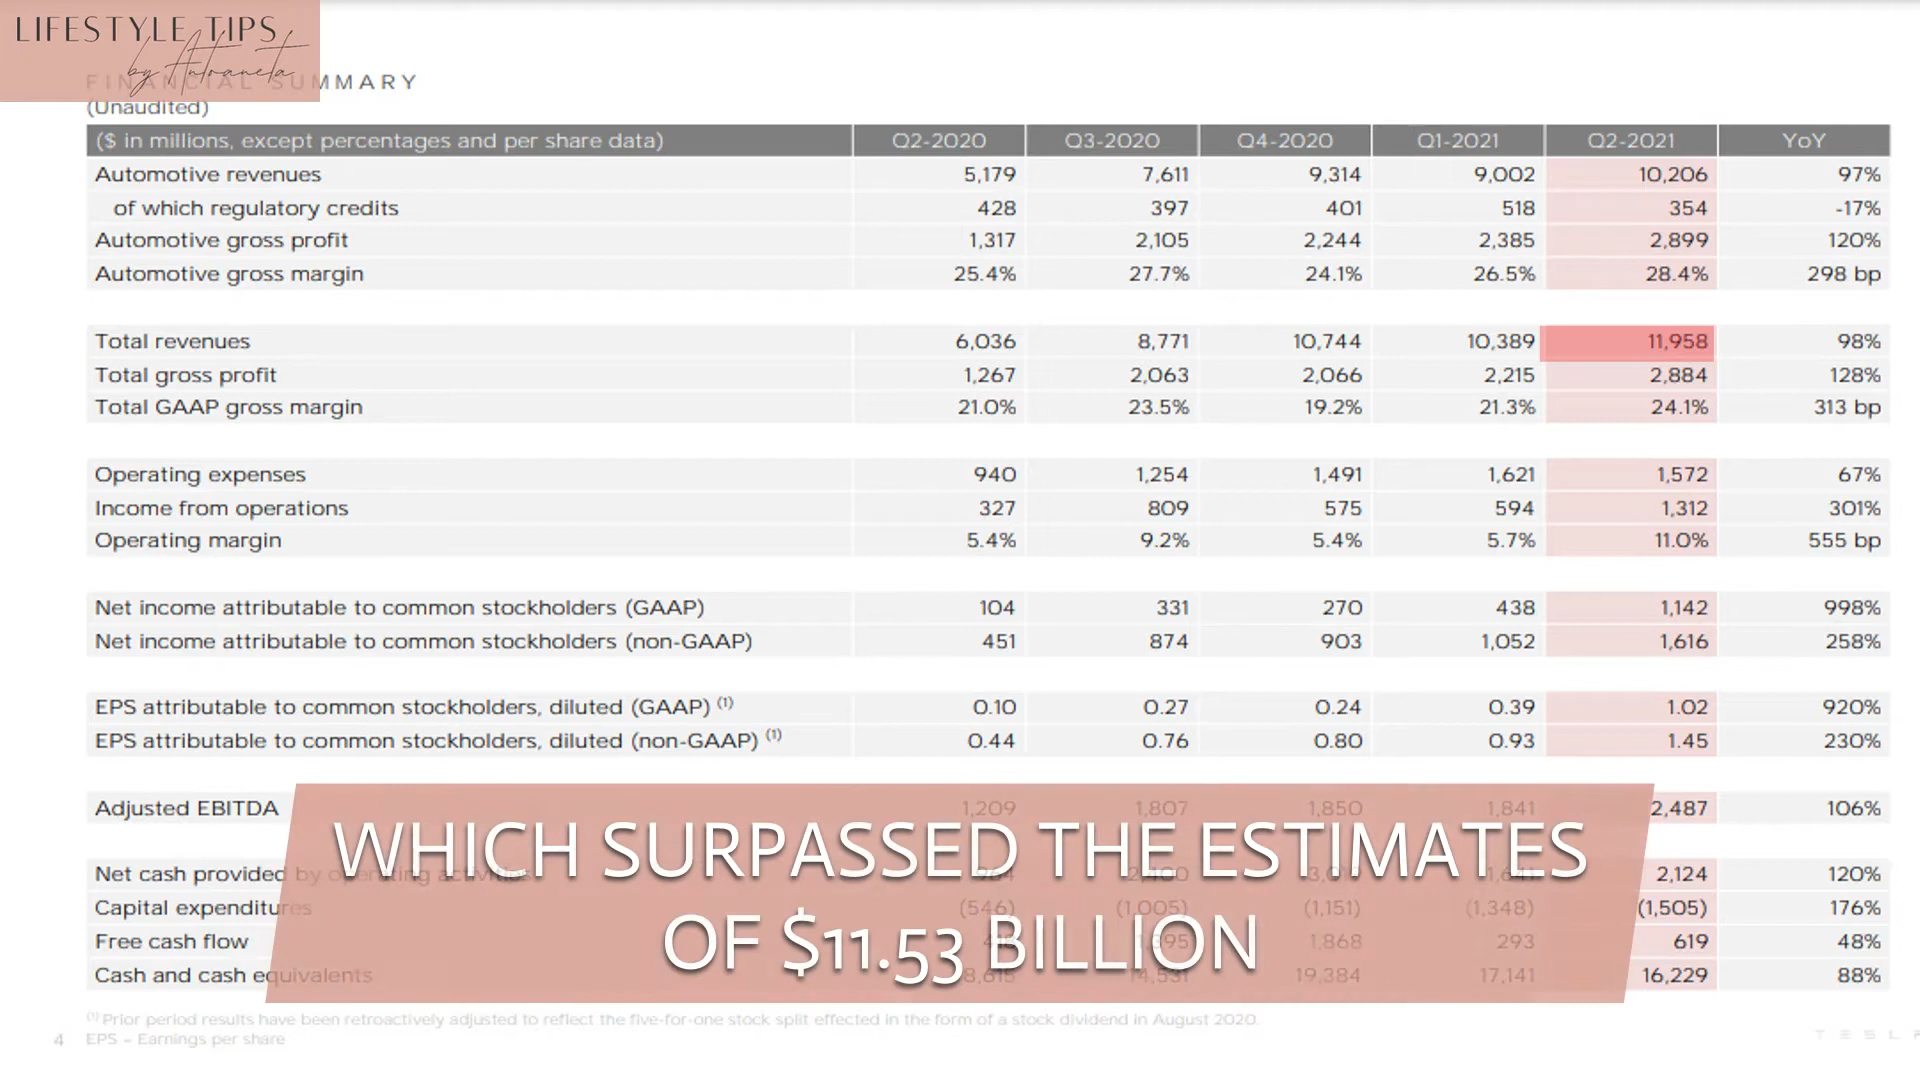 LIFESTYLE TIPS
by Antoaneta
FINANCIAL SUMMARY
(Unaudited)
($ in millions, except percentages and per share data) Q2-2020 Q3-2020 Q4-2020 Q1-2021 Q2-2021 YoY
Automotive revenues 5,179 7,611 9,314 9,002 10,206 97%
of which regulatory credits 428 397 401 518 354 -17%
Automotive gross profit 1,317 2,105 2,244 2,385 2,899 120%
Automotive gross margin 25.4% 27.7% 24.1% 26.5% 28.4% 298 bp
Total revenues 6,036 8,771 10,744 10,389 11,958 98%
Total gross profit 1,267 2,063 2,066 2,215 2,884 128%
Total GAAP gross margin 21.0% 23.5% 19.2% 21.3% 24.1% 313 bp
Operating expenses 940 1,254 1,491 1,621 1,572 67%
Income from operations 327 809 575 594 1,312 301%
Operating margin 5.4% 9.2% 5.4% 5.7% 11.0% 555 bp
Net income attributable to common stockholders (GAAP) 104 331 270 438 1,142 998%
Net income attributable to common stockholders (non-GAAP) 451 874 903 1,052 1,616 258%
EPS attributable to common stockholders, diluted (GAAP) (1) 0.10 0.27 0.24 0.39 1.02 920%
EPS attributable to common stockholders, diluted (non-GAAP) (1) 0.44 0.76 0.80 0.93 1.45 230%
Adjusted EBITDA 1,209 1,807 1,850 1,841 2,487 106%
WHICH SURPASSED THE ESTIMATES
OF $11.53 BILLION
Net cash provided by operating activities 2,124 120%
Capital expenditures (546) (1,005) (1,151) (1,348) (1,505) 176%
Free cash flow 1,868 293 619 48%
Cash and cash equivalents 19,384 17,141 16,229 88%
(1) Prior period results have been retroactively adjusted to reflect the five-for-one stock split effected in the form of a stock dividend in August 2020.
4 EPS = Earnings per share